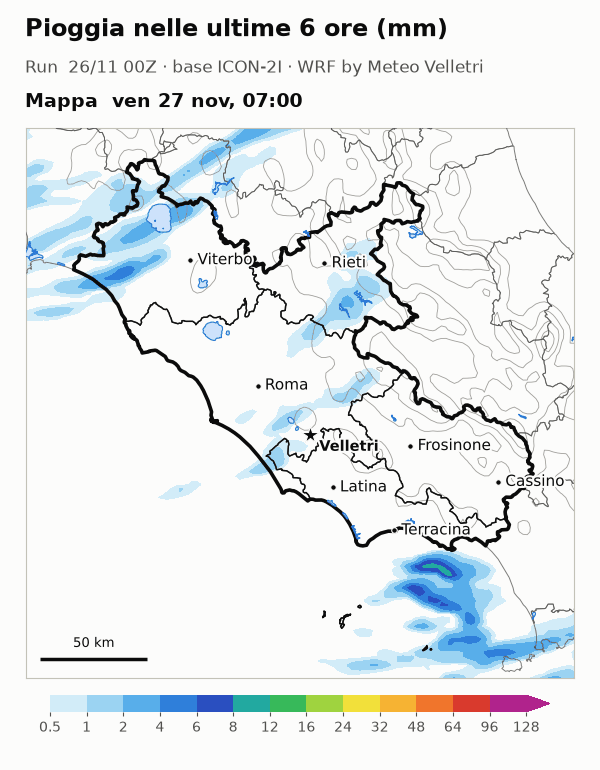 Pioggia nelle ultime 6 ore (mm)
Run  26/11 00Z · base ICON-2I · WRF by Meteo Velletri
Mappa  ven 27 nov, 07:00
Viterbo
Rieti
Roma
Velletri
Frosinone
Cassino
Latina
Terracina
50 km
0.5 1 2 4 6 8 12 16 24 32 48 64 96 128